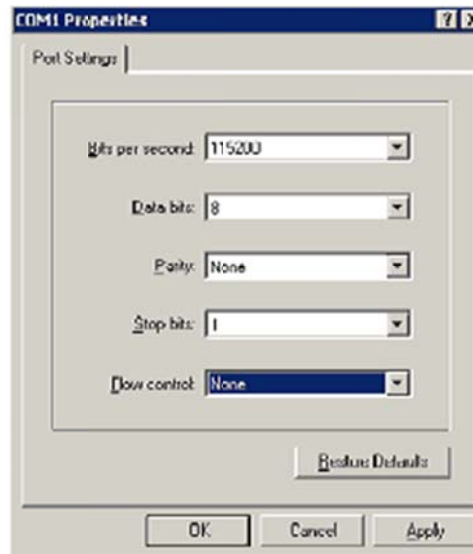 COM1 Properties
Port Settings
Bits per second: 115200
Data bits: 8
Parity: None
Stop bits: 1
Flow control: None
Restore Defaults
OK Cancel Apply